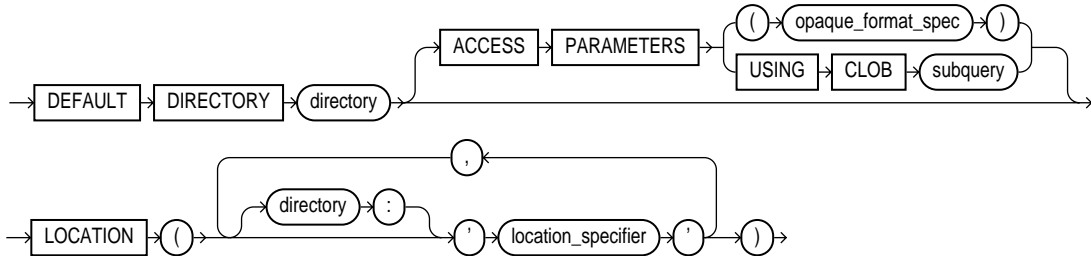 ( opaque_format_spec )
ACCESS PARAMETERS
USING CLOB subquery
DEFAULT DIRECTORY directory
,
directory :
LOCATION ( ' location_specifier ' )